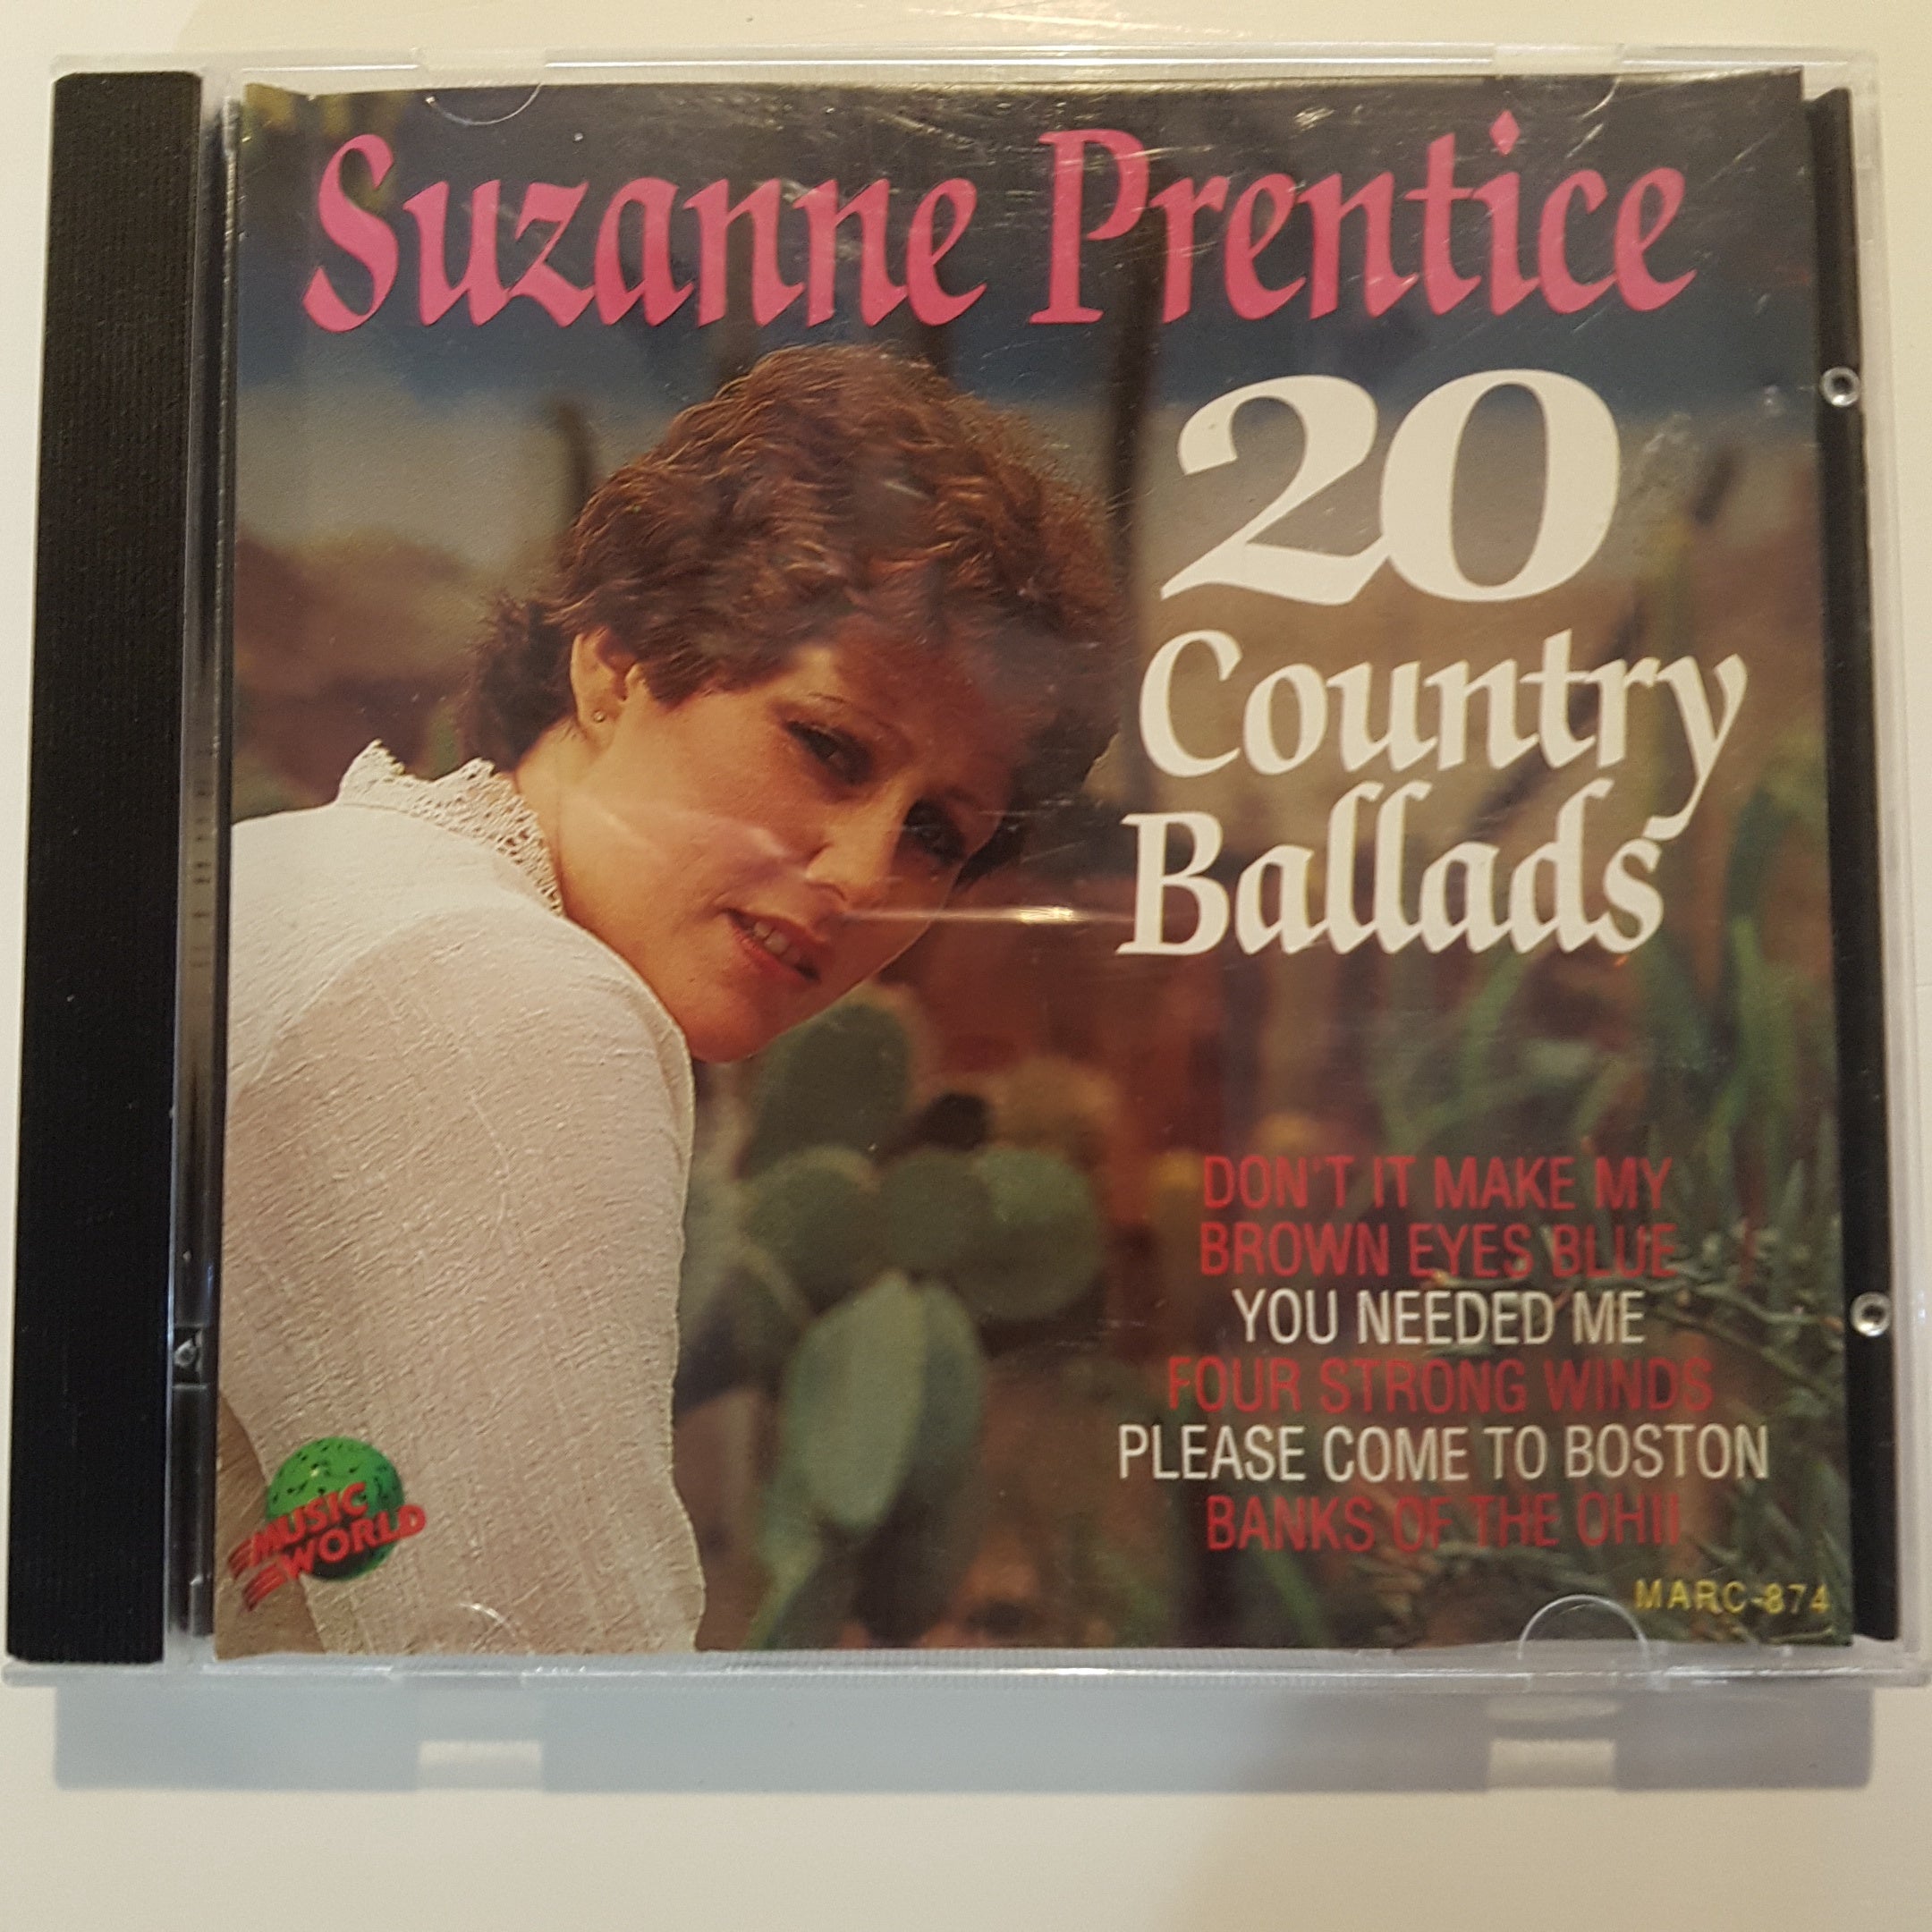 Suzanne Prentice
20
Country
Ballads
DON'T IT MAKE MY
BROWN EYES BLUE
YOU NEEDED ME
FOUR STRONG WINDS
PLEASE COME TO BOSTON
BANKS OF THE OHII
MUSIC
WORLD
MARC-874